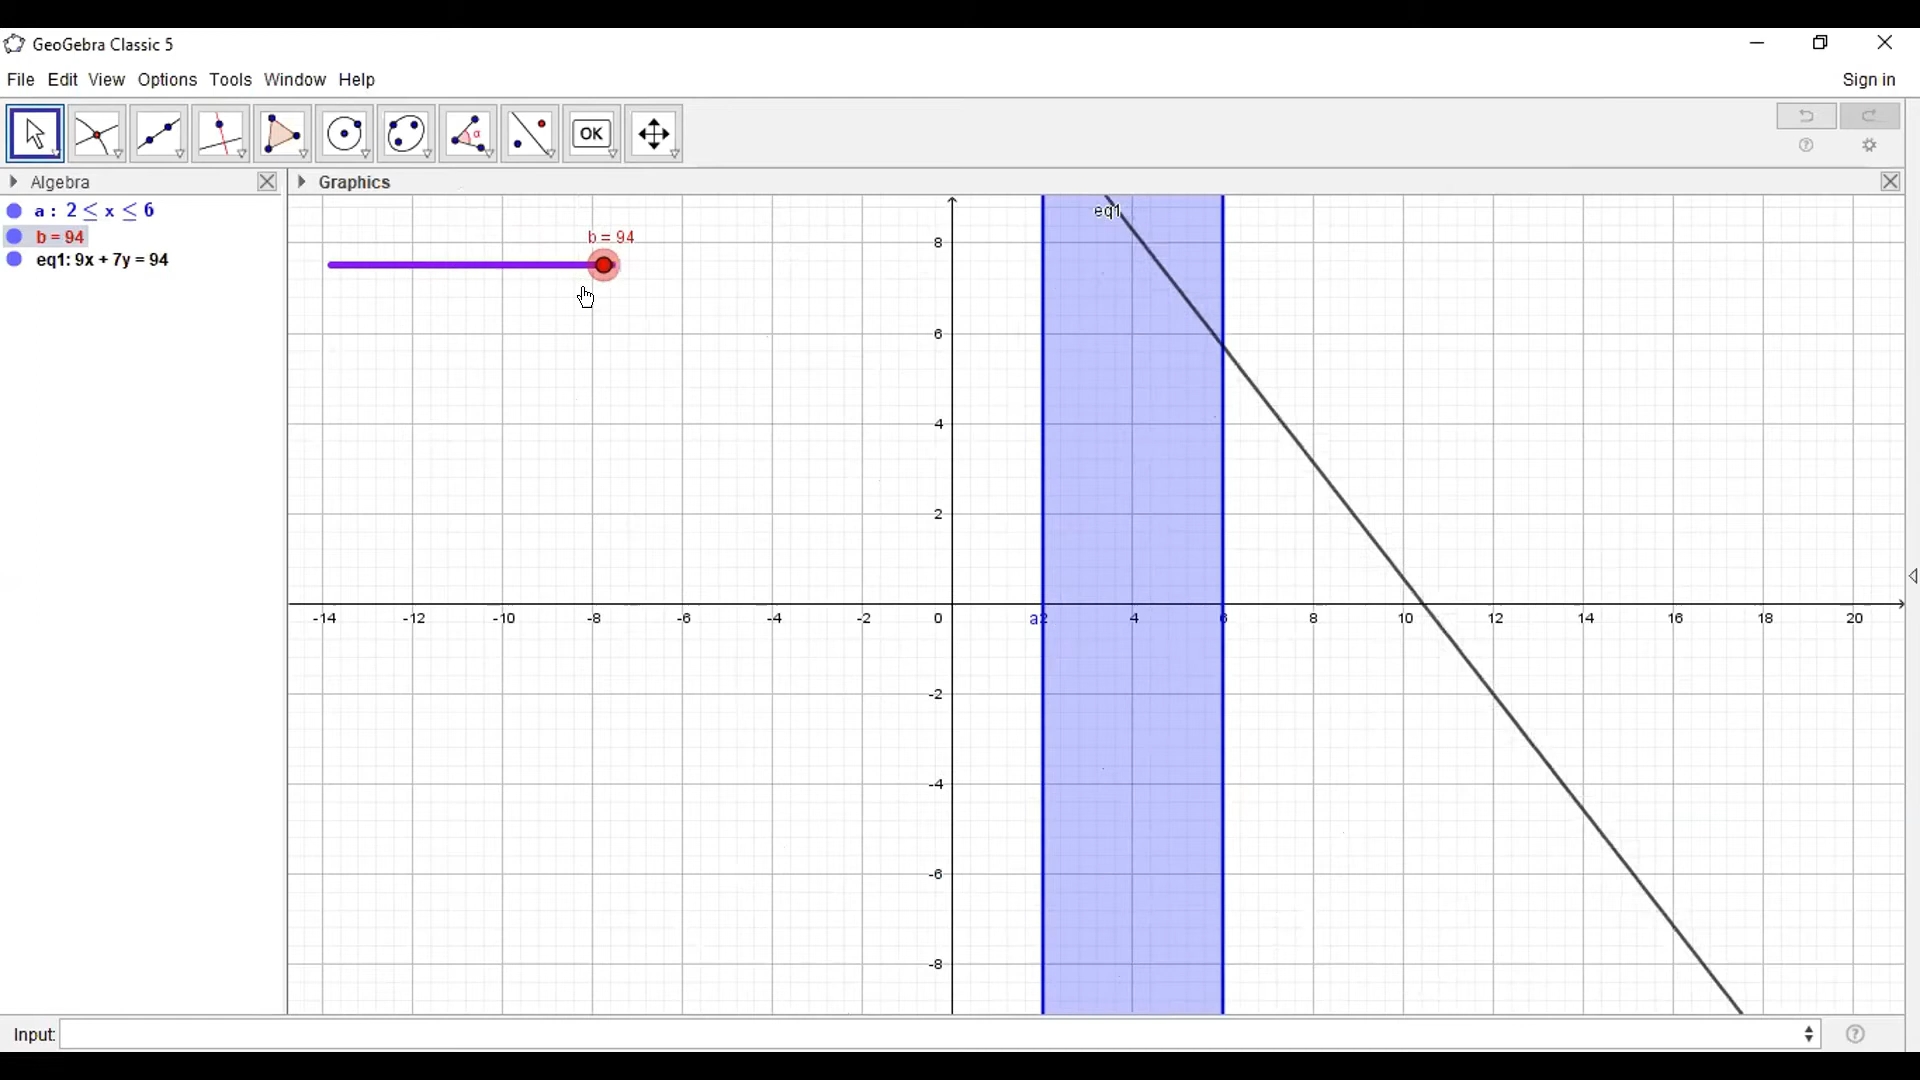 GeoGebra Classic 5
File Edit View Options Tools Window Help Sign in
α OK
Algebra Graphics
a : 2 ≤ x ≤ 6
b = 94
eq1: 9x + 7y = 94
b = 94
eq1
8
6
4
2
-14 -12 -10 -8 -6 -4 -2 0 a2 4 6 8 10 12 14 16 18 20
-2
-4
-6
-8
Input: